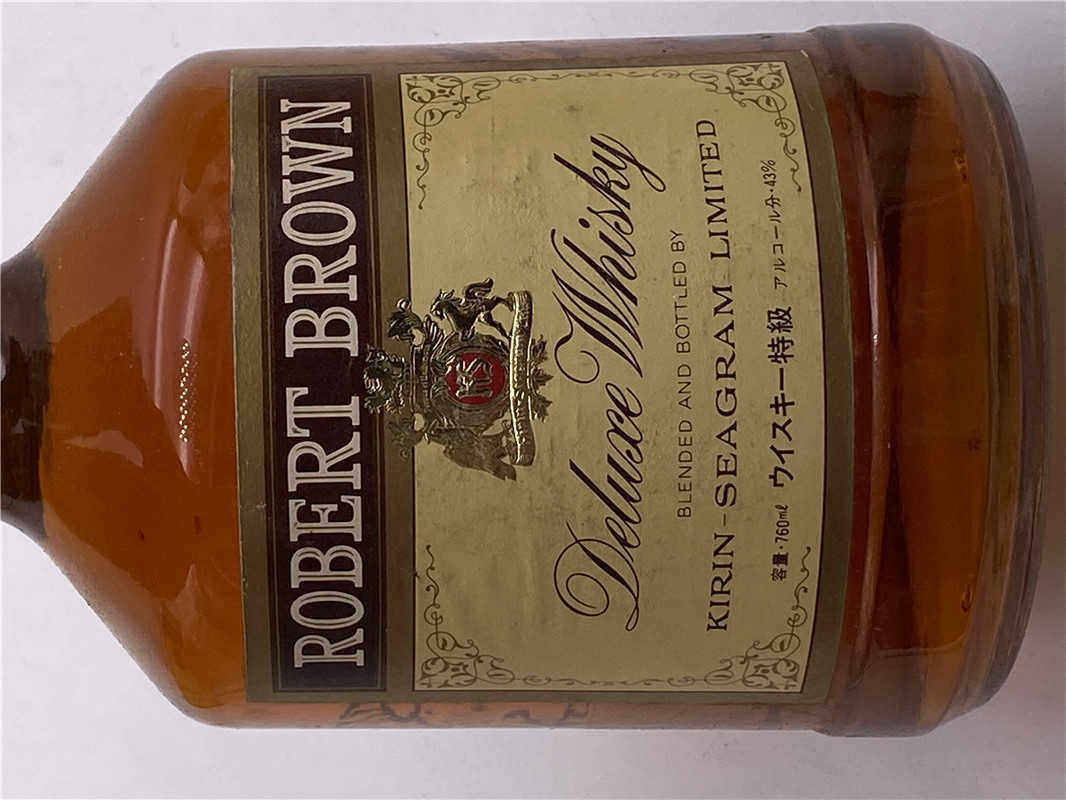 ROBERT BROWN
KS
Deluxe Whisky
BLENDED AND BOTTLED BY
KIRIN-SEAGRAM LIMITED
容量・760ml ウイスキー特級 アルコール分・43%